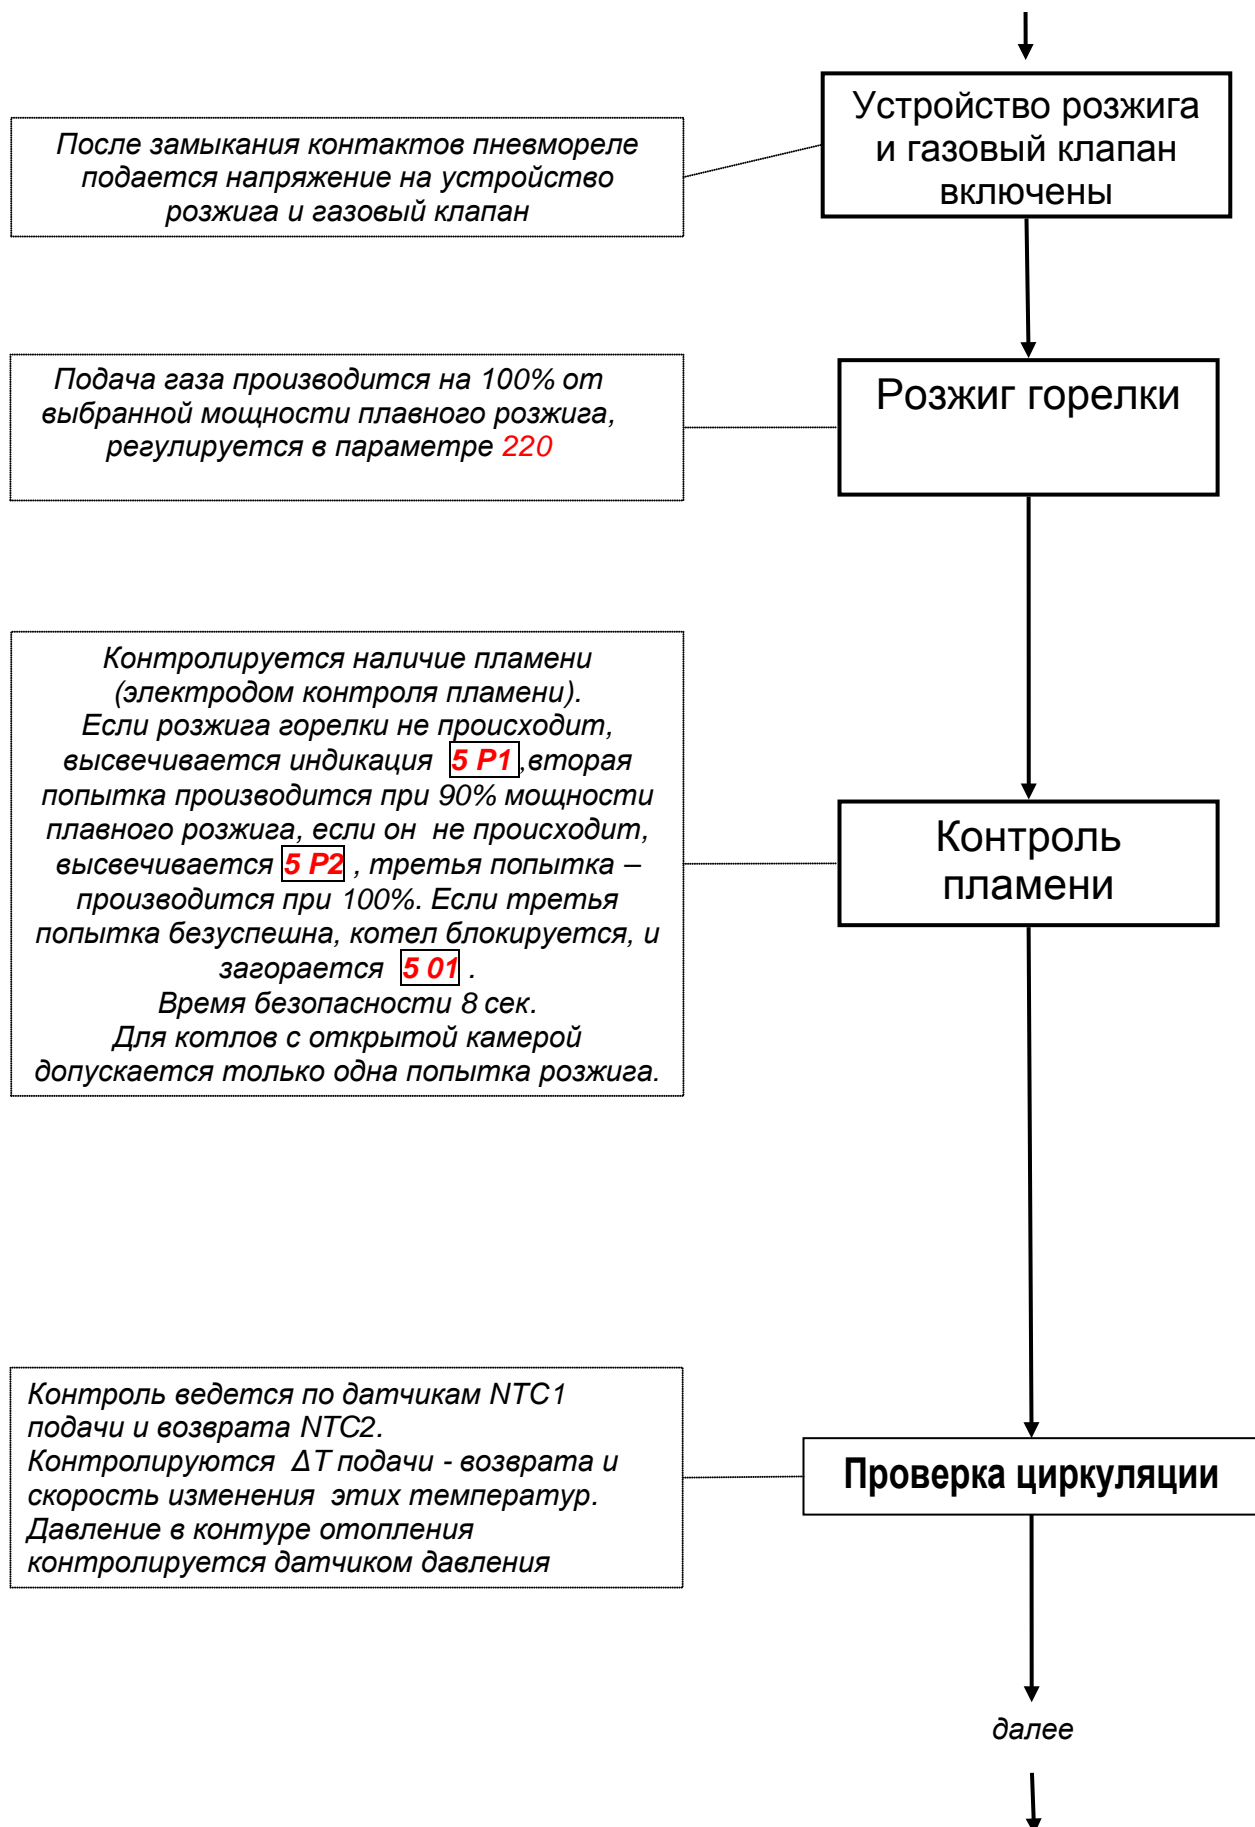 После замыкания контактов пневмореле
подается напряжение на устройство
розжига и газовый клапан
Устройство розжига
и газовый клапан
включены
Подача газа производится на 100% от
выбранной мощности плавного розжига,
регулируется в параметре 220
Розжиг горелки
Контролируется наличие пламени
(электродом контроля пламени).
Если розжига горелки не происходит,
высвечивается индикация 5 P1 ,вторая
попытка производится при 90% мощности
плавного розжига, если он не происходит,
высвечивается 5 P2 , третья попытка –
производится при 100%. Если третья
попытка безуспешна, котел блокируется, и
загорается 5 01 .
Время безопасности 8 сек.
Для котлов с открытой камерой
допускается только одна попытка розжига.
Контроль
пламени
Контроль ведется по датчикам NTC1
подачи и возврата NTC2.
Контролируются ΔT подачи - возврата и
скорость изменения этих температур.
Давление в контуре отопления
контролируется датчиком давления
Проверка циркуляции
далее